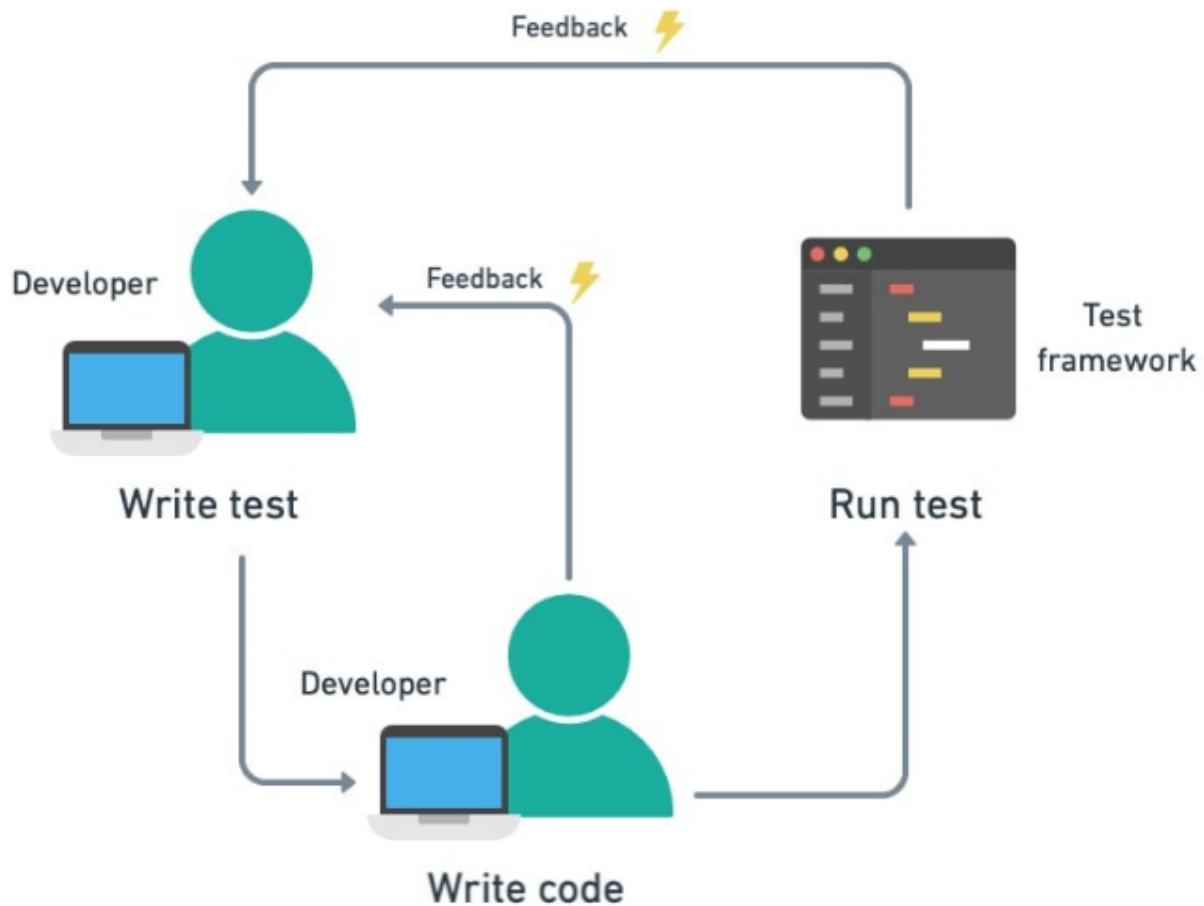 Feedback
Developer
Feedback
Test
framework
Write test
Run test
Developer
Write code